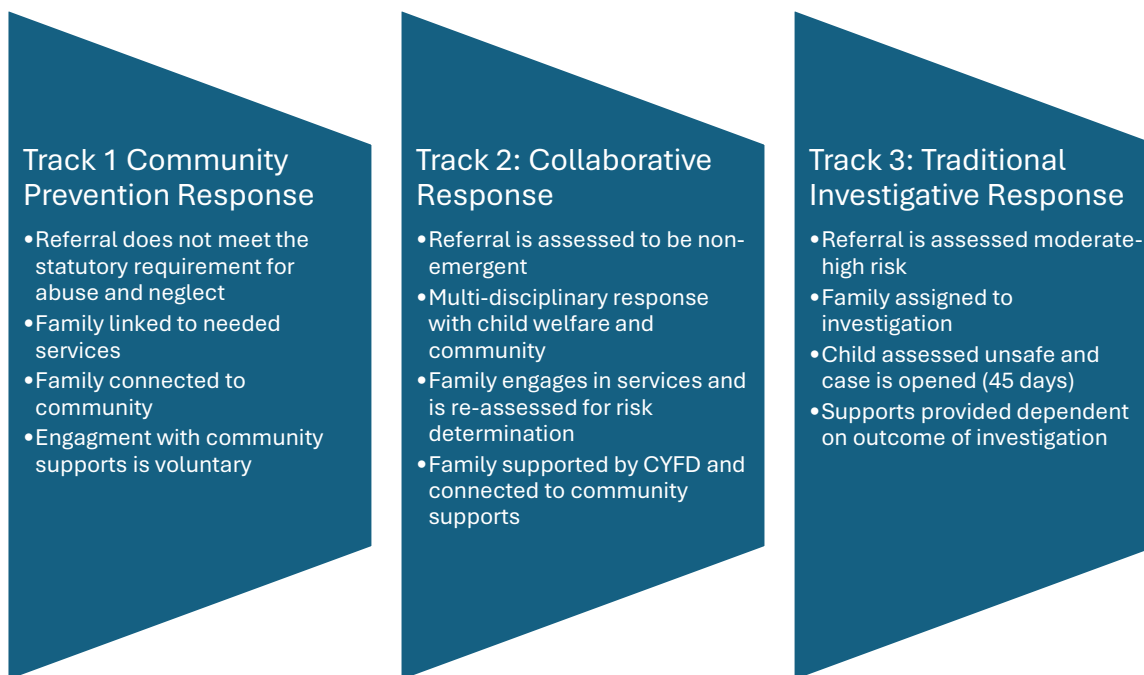 Track 1 Community
Prevention Response
•Referral does not meet the
statutory requirement for
abuse and neglect
•Family linked to needed
services
•Family connected to
community
•Engagment with community
supports is voluntary
Track 2: Collaborative
Response
•Referral is assessed to be non-
emergent
•Multi-disciplinary response
with child welfare and
community
•Family engages in services and
is re-assessed for risk
determination
•Family supported by CYFD and
connected to community
supports
Track 3: Traditional
Investigative Response
•Referral is assessed moderate-
high risk
•Family assigned to
investigation
•Child assessed unsafe and
case is opened (45 days)
•Supports provided dependent
on outcome of investigation